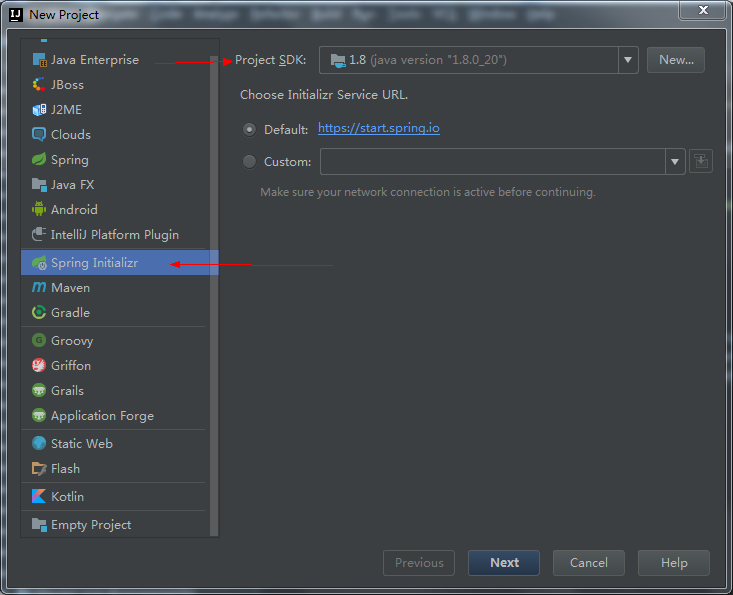 New Project
Java Enterprise
JBoss
J2ME
Clouds
Spring
Java FX
Android
IntelliJ Platform Plugin
Spring Initializr
Maven
Gradle
Groovy
Griffon
Grails
Application Forge
Static Web
Flash
Kotlin
Empty Project
Project SDK: 1.8 (java version "1.8.0_20") New...
Choose Initializr Service URL.
Default: https://start.spring.io
Custom:
Make sure your network connection is active before continuing.
Previous Next Cancel Help